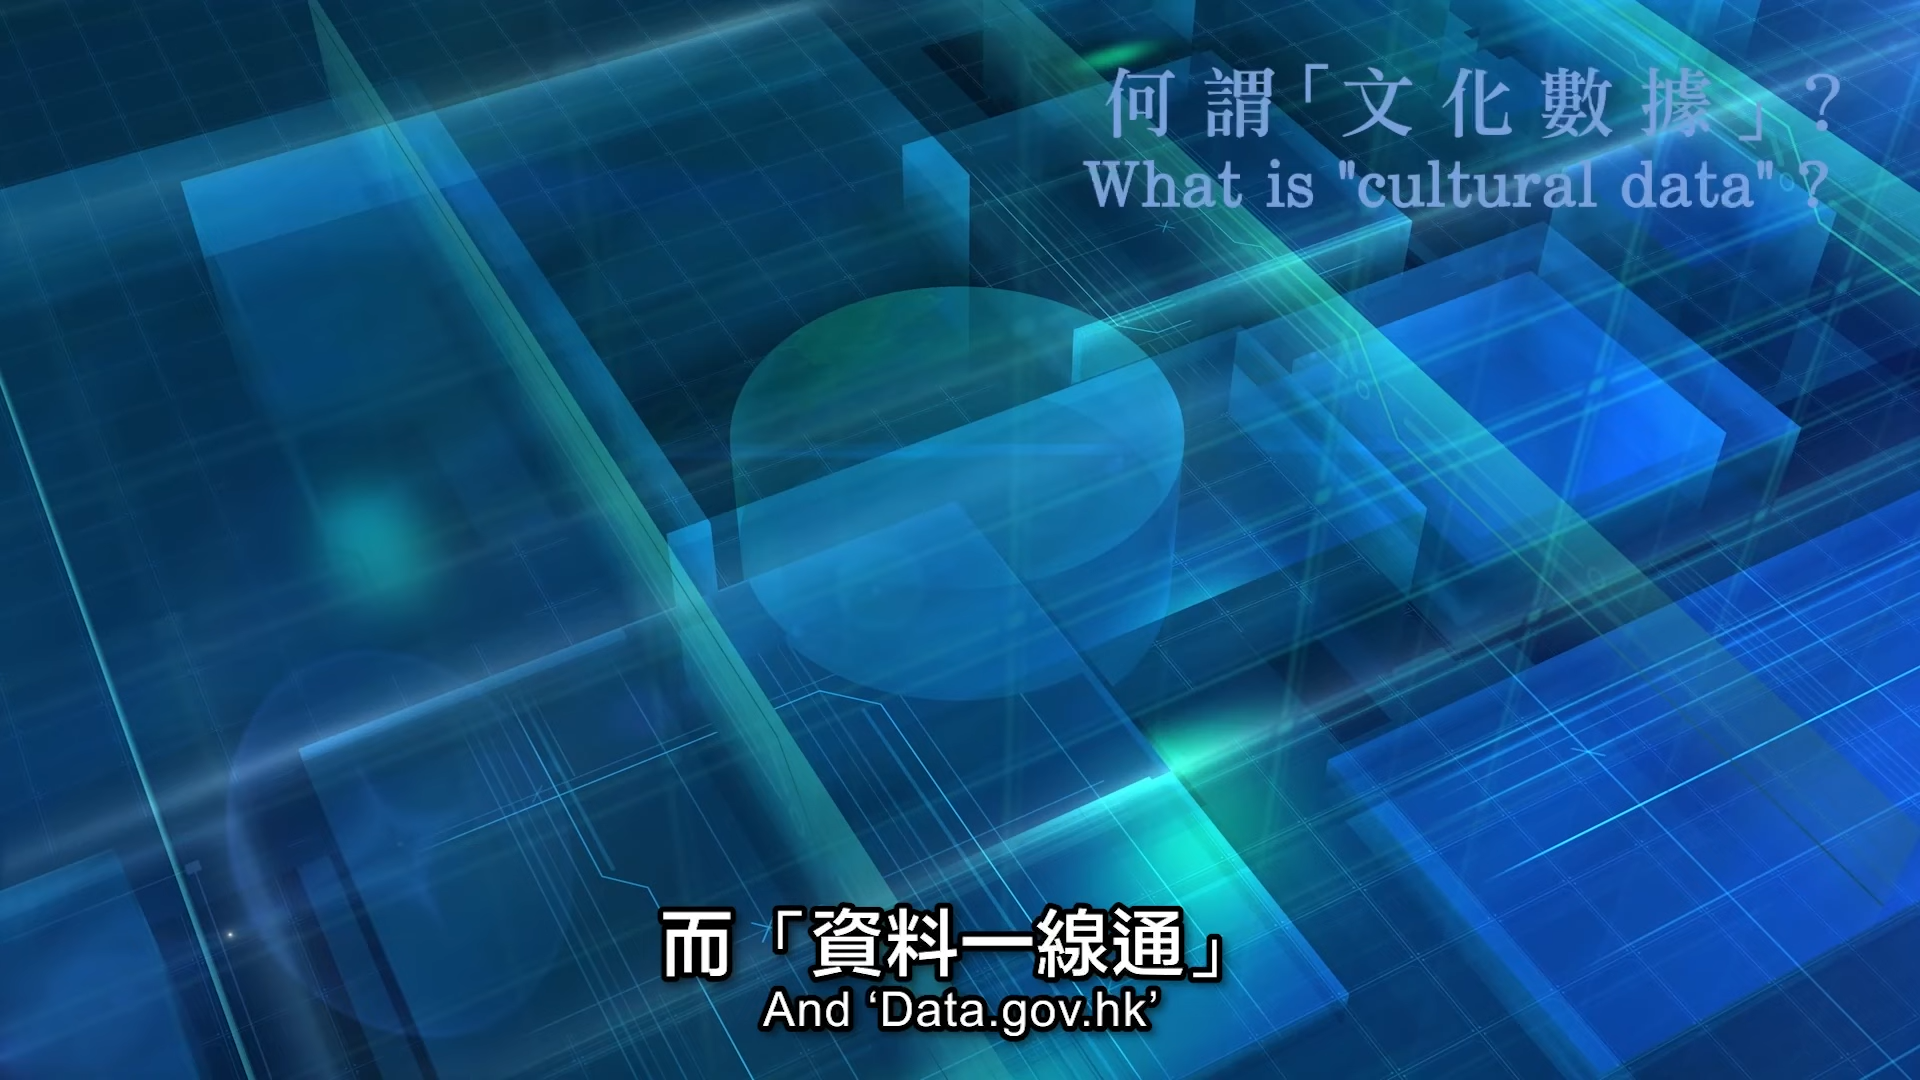 何謂「文化數據」?
What is "cultural data" ?
而「資料一線通」
And ‘Data.gov.hk’